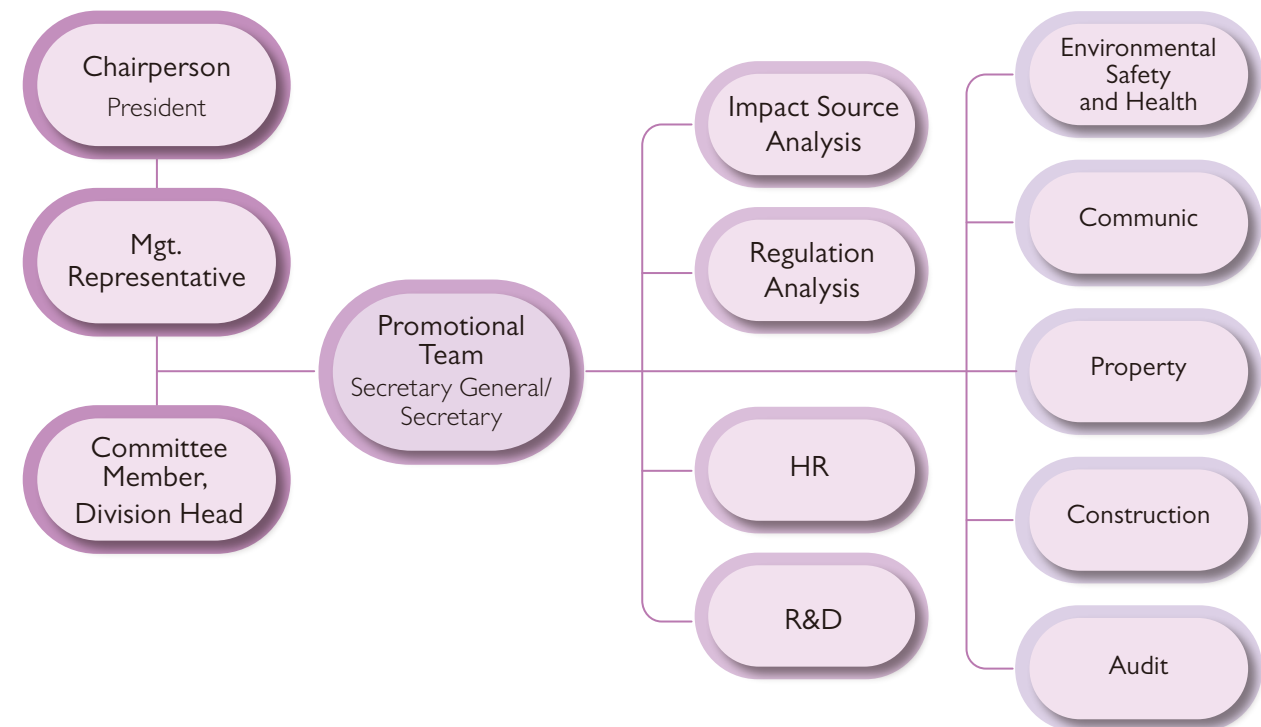 Chairperson
President
Mgt.
Representative
Committee
Member,
Division Head
Promotional
Team
Secretary General/
Secretary
Impact Source
Analysis
Regulation
Analysis
HR
R&D
Environmental
Safety
and Health
Communic
Property
Construction
Audit